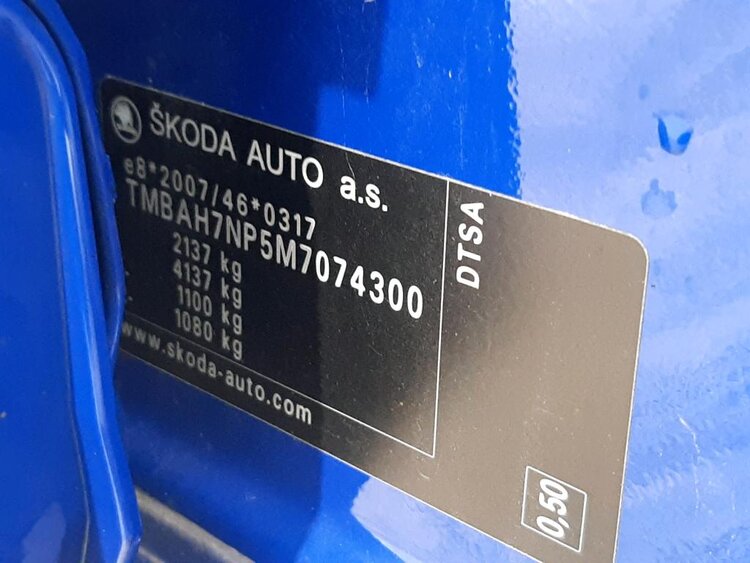 ŠKODA AUTO a.s.
e8*2007/46*0317
TMBAH7NP5M7074300
2137 kg
4137 kg
1100 kg
1080 kg
www.skoda-auto.com
DTSA
0,50